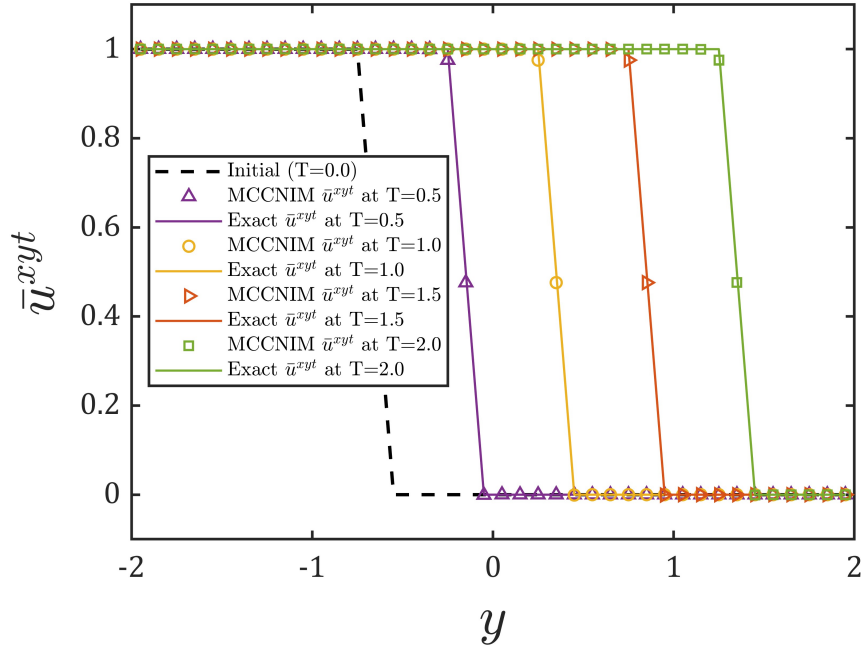 1
0.8
0.6
0.4
0.2
0
-2
-1
0
1
2
y
ū^{xyt}
Initial (T=0.0)
MCCNIM ū^{xyt} at T=0.5
Exact ū^{xyt} at T=0.5
MCCNIM ū^{xyt} at T=1.0
Exact ū^{xyt} at T=1.0
MCCNIM ū^{xyt} at T=1.5
Exact ū^{xyt} at T=1.5
MCCNIM ū^{xyt} at T=2.0
Exact ū^{xyt} at T=2.0